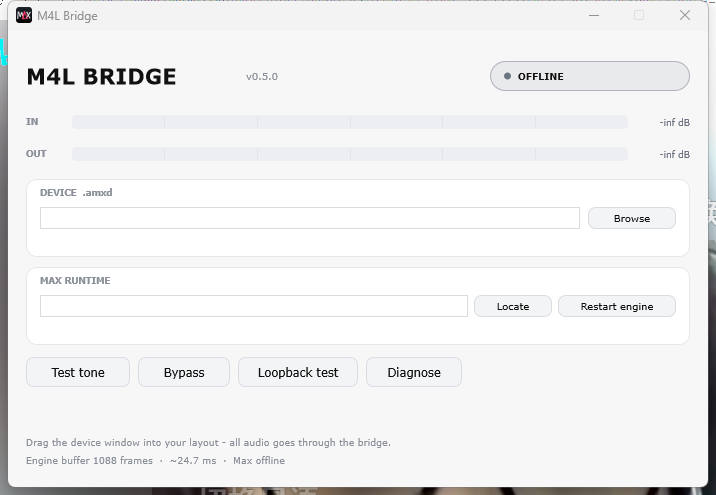 M4L Bridge
M4L BRIDGE v0.5.0 OFFLINE
IN -inf dB
OUT -inf dB
DEVICE .amxd
Browse
MAX RUNTIME
Locate Restart engine
Test tone Bypass Loopback test Diagnose
Drag the device window into your layout - all audio goes through the bridge.
Engine buffer 1088 frames · ~24.7 ms · Max offline